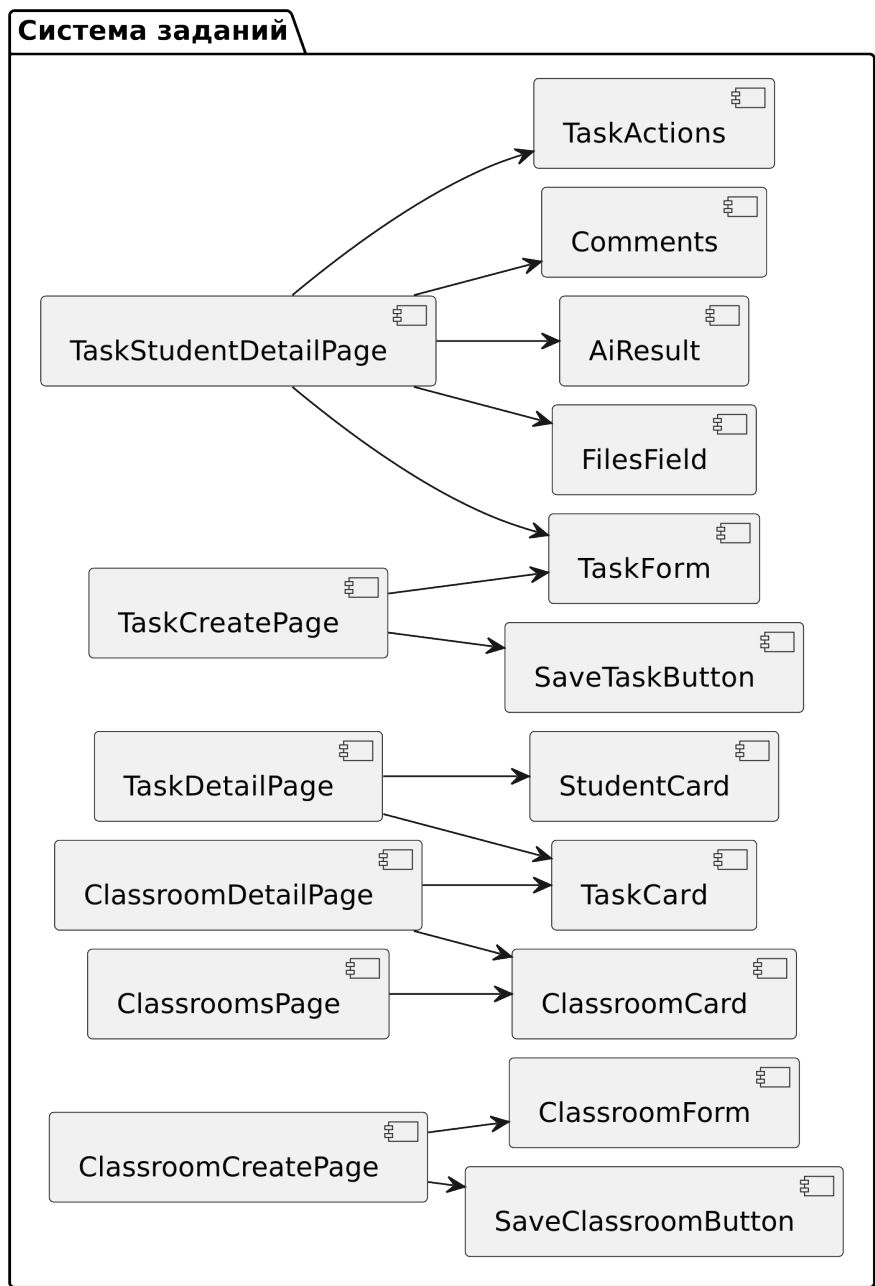 Система заданий
TaskActions
Comments
TaskStudentDetailPage
AiResult
FilesField
TaskForm
TaskCreatePage
SaveTaskButton
TaskDetailPage
StudentCard
ClassroomDetailPage
TaskCard
ClassroomsPage
ClassroomCard
ClassroomForm
ClassroomCreatePage
SaveClassroomButton